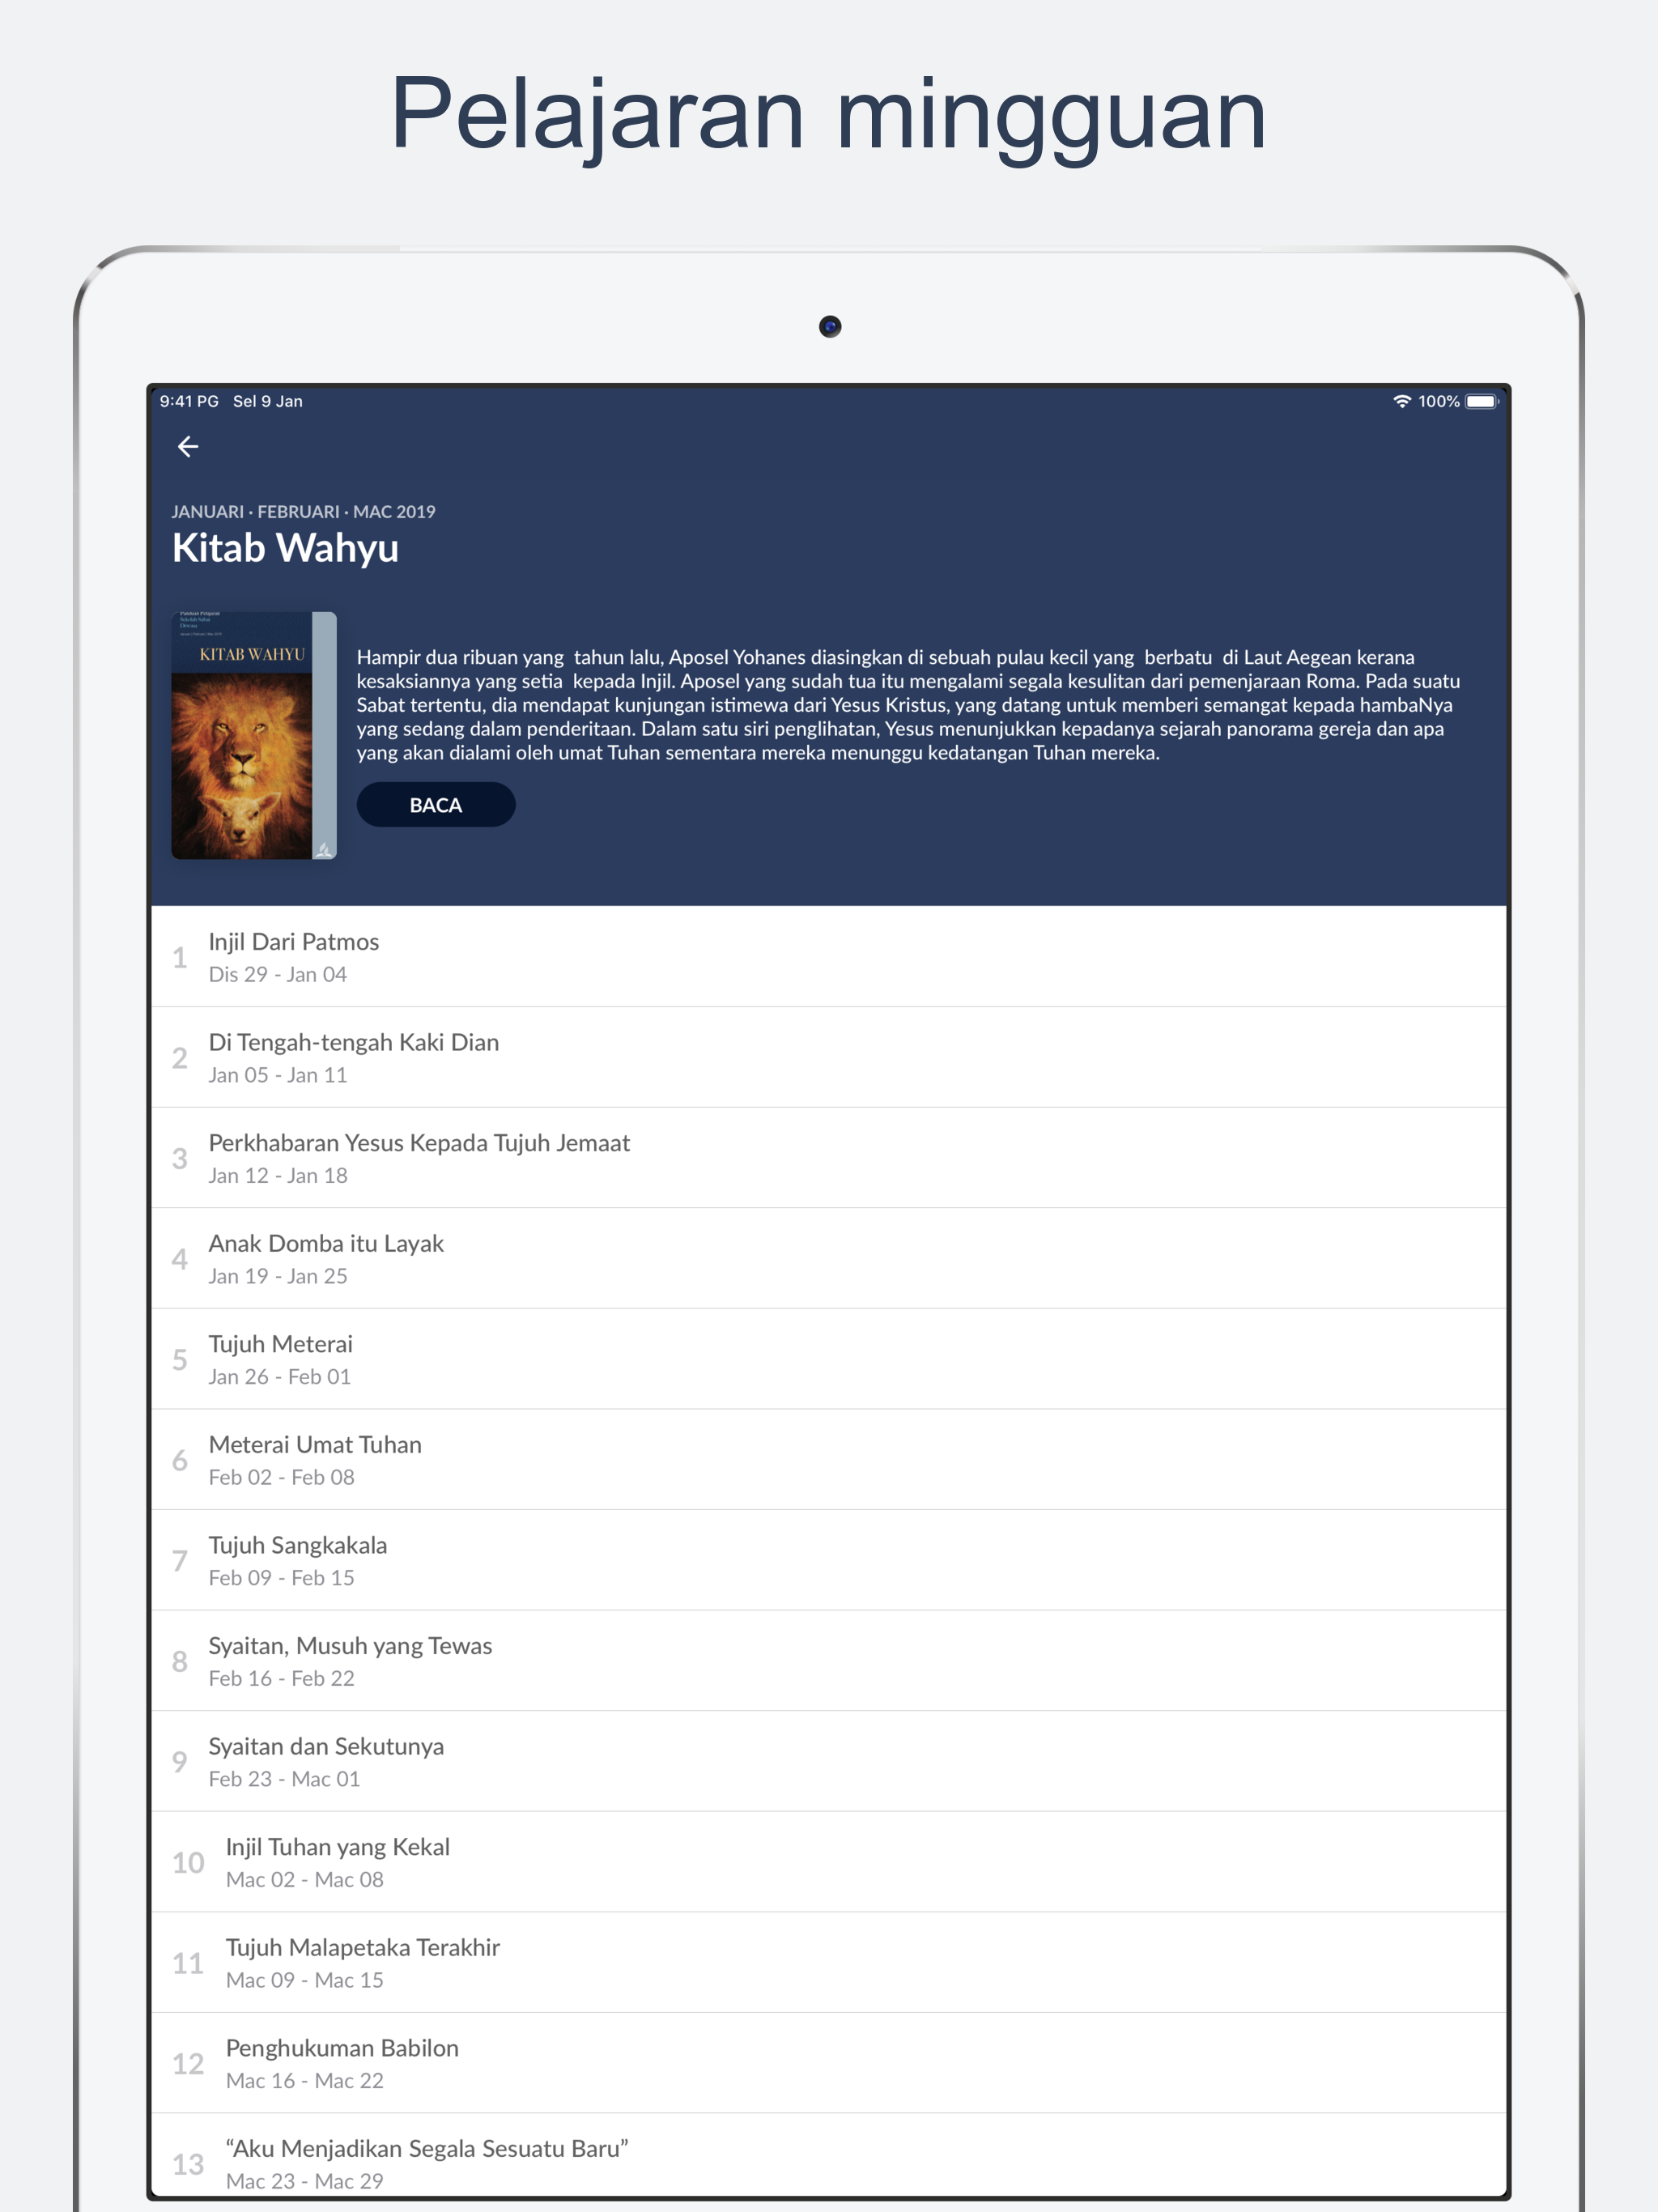 Pelajaran mingguan
9:41 PG Sel 9 Jan
100%
JANUARI · FEBRUARI · MAC 2019
Kitab Wahyu
Panduan Pelajaran
Sekolah Sabat
Dewasa
Januari | Februari | Mac 2019
KITAB WAHYU
Hampir dua ribuan yang  tahun lalu, Aposel Yohanes diasingkan di sebuah pulau kecil yang  berbatu  di Laut Aegean kerana
kesaksiannya yang setia  kepada Injil. Aposel yang sudah tua itu mengalami segala kesulitan dari pemenjaraan Roma. Pada suatu
Sabat tertentu, dia mendapat kunjungan istimewa dari Yesus Kristus, yang datang untuk memberi semangat kepada hambaNya
yang sedang dalam penderitaan. Dalam satu siri penglihatan, Yesus menunjukkan kepadanya sejarah panorama gereja dan apa
yang akan dialami oleh umat Tuhan sementara mereka menunggu kedatangan Tuhan mereka.
BACA
1
Injil Dari Patmos
Dis 29 - Jan 04
2
Di Tengah-tengah Kaki Dian
Jan 05 - Jan 11
3
Perkhabaran Yesus Kepada Tujuh Jemaat
Jan 12 - Jan 18
4
Anak Domba itu Layak
Jan 19 - Jan 25
5
Tujuh Meterai
Jan 26 - Feb 01
6
Meterai Umat Tuhan
Feb 02 - Feb 08
7
Tujuh Sangkakala
Feb 09 - Feb 15
8
Syaitan, Musuh yang Tewas
Feb 16 - Feb 22
9
Syaitan dan Sekutunya
Feb 23 - Mac 01
10
Injil Tuhan yang Kekal
Mac 02 - Mac 08
11
Tujuh Malapetaka Terakhir
Mac 09 - Mac 15
12
Penghukuman Babilon
Mac 16 - Mac 22
13
“Aku Menjadikan Segala Sesuatu Baru”
Mac 23 - Mac 29